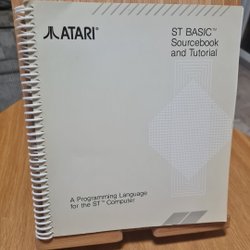 ATARI®
ST BASIC™
Sourcebook
and Tutorial
A Programming Language
for the ST™ Computer